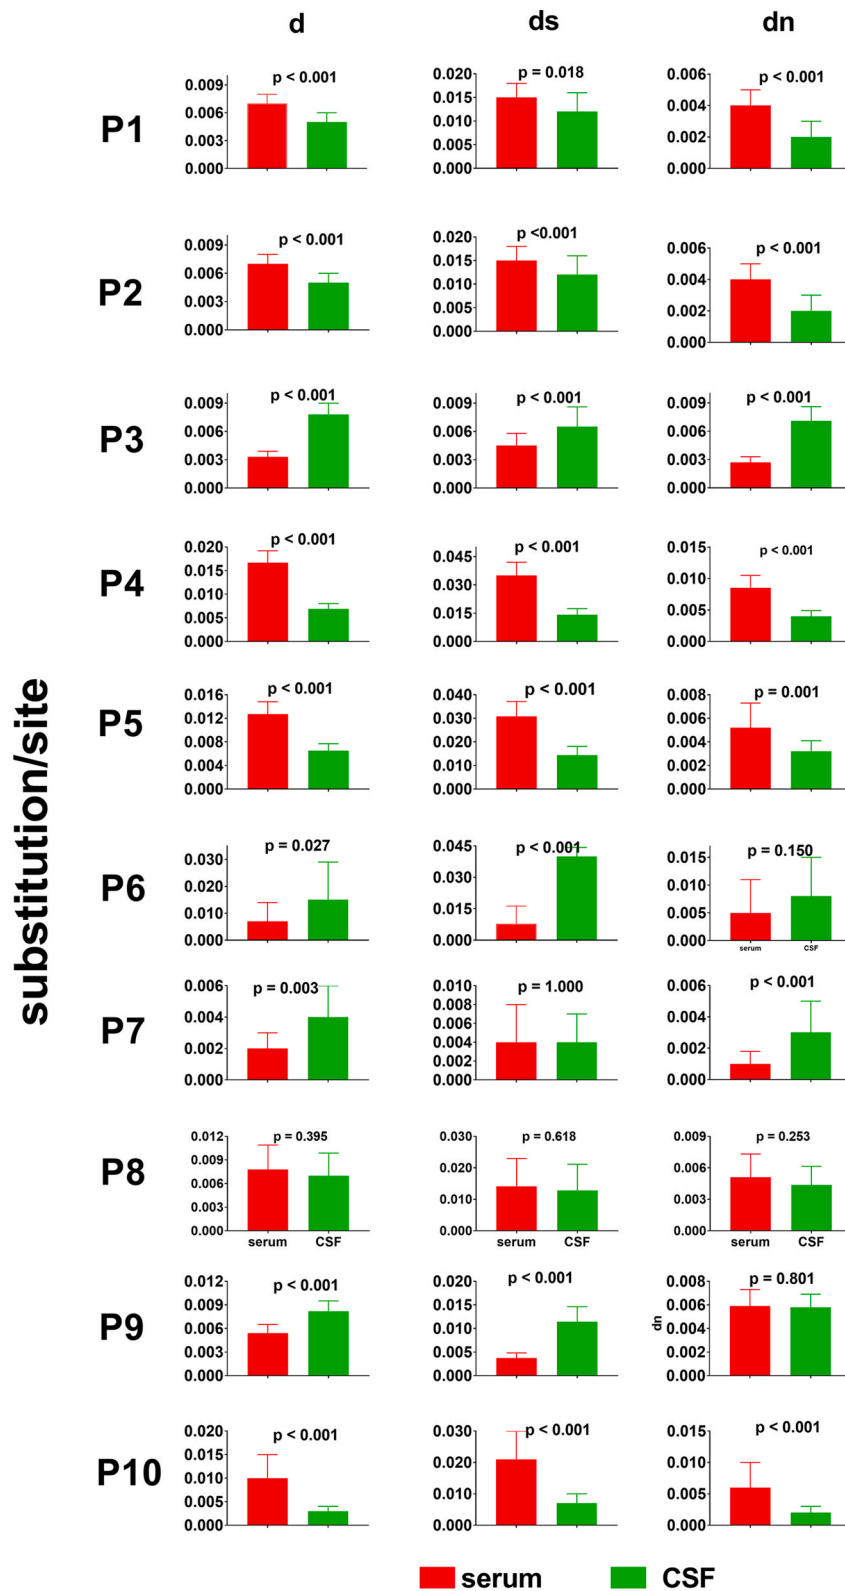 d ds dn
substitution/site
P1
p < 0.001
0.009
0.006
0.003
0.000
p = 0.018
0.020
0.015
0.010
0.005
0.000
p < 0.001
0.006
0.004
0.002
0.000
P2
p < 0.001
0.009
0.006
0.003
0.000
p <0.001
0.020
0.015
0.010
0.005
0.000
p < 0.001
0.006
0.004
0.002
0.000
P3
p < 0.001
0.009
0.006
0.003
0.000
p < 0.001
0.009
0.006
0.003
0.000
p < 0.001
0.009
0.006
0.003
0.000
P4
p < 0.001
0.020
0.015
0.010
0.005
0.000
p < 0.001
0.045
0.030
0.015
0.000
p < 0.001
0.015
0.010
0.005
0.000
P5
p < 0.001
0.016
0.012
0.008
0.004
0.000
p < 0.001
0.040
0.030
0.020
0.010
0.000
p = 0.001
0.008
0.006
0.004
0.002
0.000
P6
p = 0.027
0.030
0.020
0.010
0.000
p < 0.001
0.045
0.030
0.015
0.000
p = 0.150
0.015
0.010
0.005
0.000
serum CSF
P7
p = 0.003
0.006
0.004
0.002
0.000
p = 1.000
0.010
0.008
0.006
0.004
0.002
0.000
p < 0.001
0.006
0.004
0.002
0.000
P8
p = 0.395
0.012
0.009
0.006
0.003
0.000
serum CSF
p = 0.618
0.030
0.020
0.010
0.000
serum CSF
p = 0.253
0.009
0.006
0.003
0.000
serum CSF
P9
p < 0.001
0.012
0.009
0.006
0.003
0.000
p < 0.001
0.020
0.015
0.010
0.005
0.000
p = 0.801
dn
0.008
0.006
0.004
0.002
0.000
P10
p < 0.001
0.020
0.015
0.010
0.005
0.000
p < 0.001
0.030
0.020
0.010
0.000
p < 0.001
0.015
0.010
0.005
0.000
serum CSF